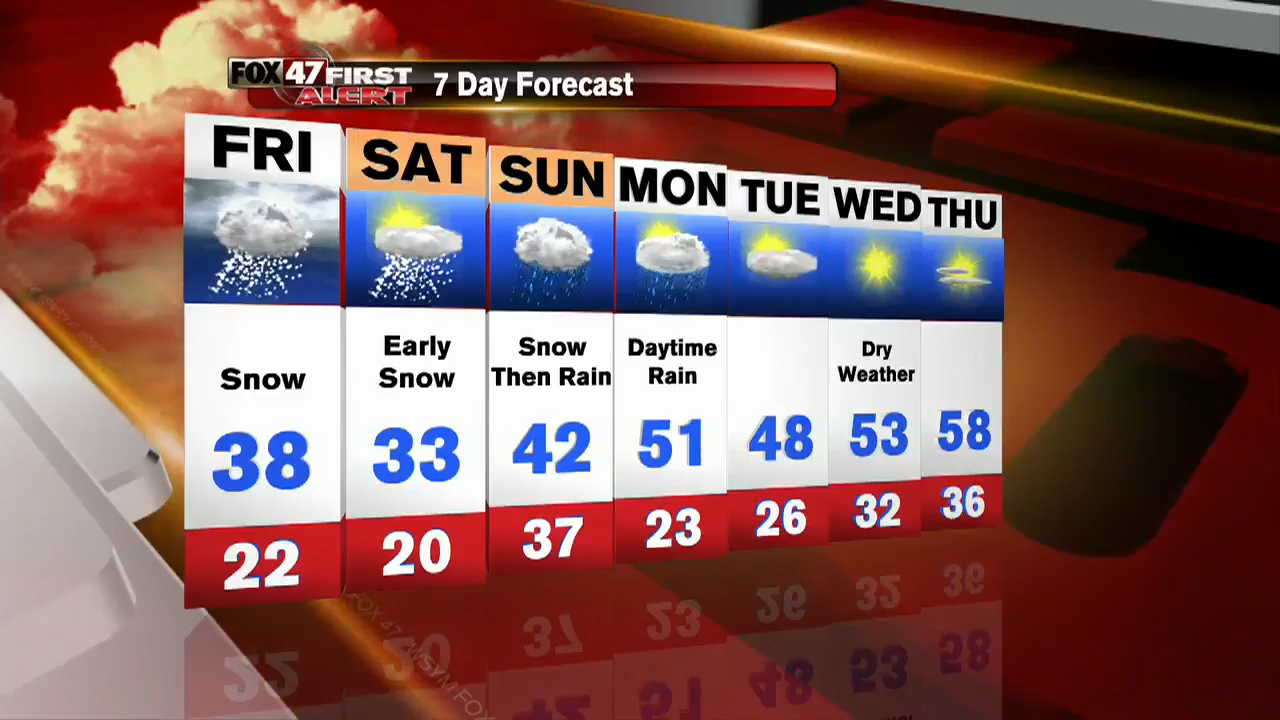 FOX 47 FIRST
ALERT
7 Day Forecast
FRI
SAT
SUN
MON
TUE
WED
THU
Snow
Early
Snow
Snow
Then Rain
Daytime
Rain
Dry
Weather
38
33
42
51
48
53
58
22
20
37
23
26
32
36